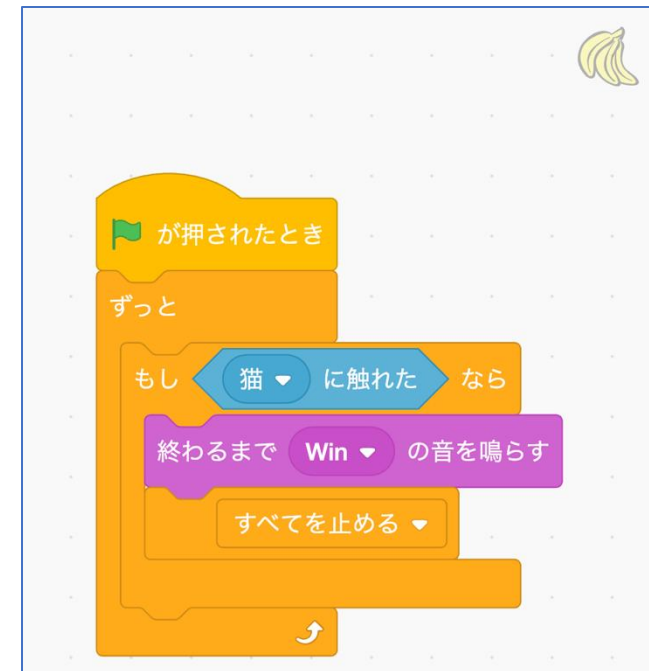 が押されたとき
ずっと
もし 猫 に触れた なら
終わるまで Win の音を鳴らす
すべてを止める